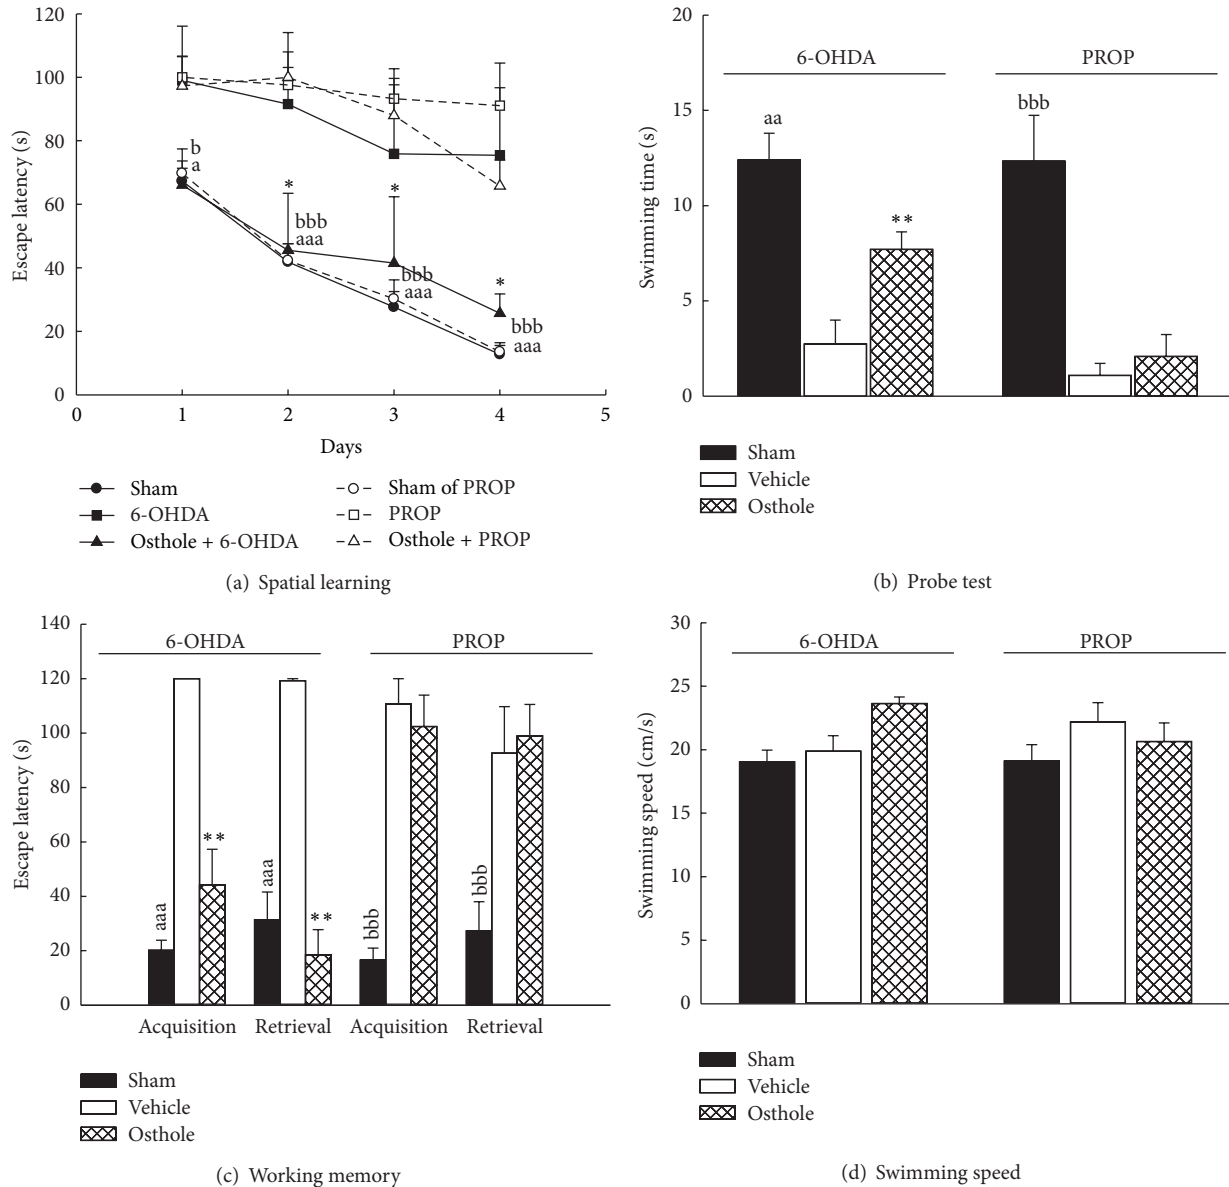 120
100
80
60
40
20
0
Escape latency (s)
b
a
*
bbb
aaa
*
bbb
aaa
*
bbb
aaa
0 1 2 3 4 5
Days
Sham
6-OHDA
Osthole + 6-OHDA
Sham of PROP
PROP
Osthole + PROP
(a) Spatial learning
20
15
10
5
0
Swimming time (s)
6-OHDA
PROP
aa
**
bbb
Sham
Vehicle
Osthole
(b) Probe test
140
120
100
80
60
40
20
0
Escape latency (s)
6-OHDA
PROP
aaa
**
aaa
**
bbb
bbb
Acquisition Retrieval Acquisition Retrieval
Sham
Vehicle
Osthole
(c) Working memory
30
25
20
15
10
5
0
Swimming speed (cm/s)
6-OHDA
PROP
Sham
Vehicle
Osthole
(d) Swimming speed